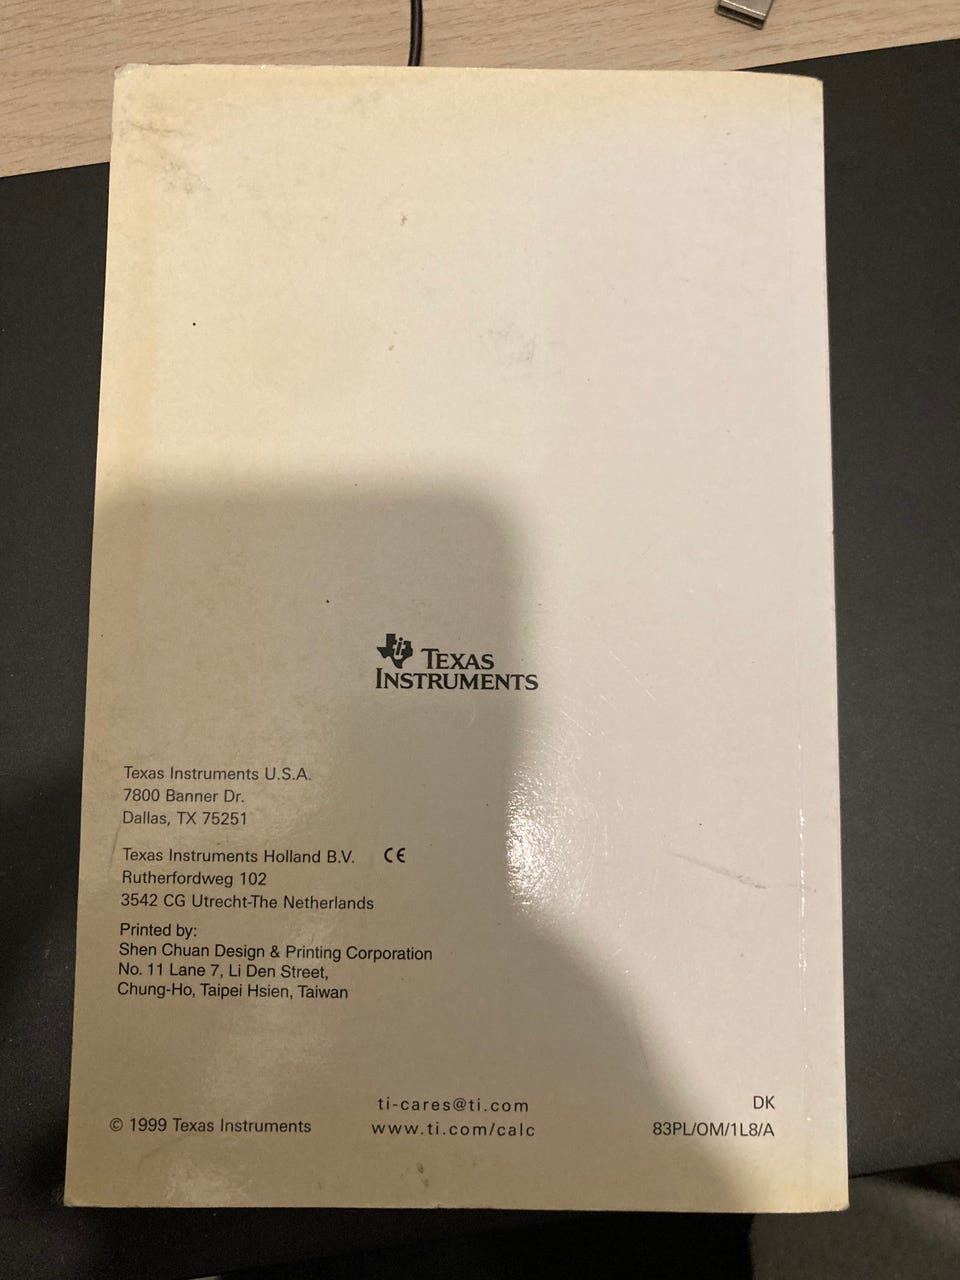 TEXAS
INSTRUMENTS
Texas Instruments U.S.A.
7800 Banner Dr.
Dallas, TX 75251
Texas Instruments Holland B.V. CE
Rutherfordweg 102
3542 CG Utrecht-The Netherlands
Printed by:
Shen Chuan Design & Printing Corporation
No. 11 Lane 7, Li Den Street,
Chung-Ho, Taipei Hsien, Taiwan
ti-cares@ti.com
www.ti.com/calc
© 1999 Texas Instruments
DK
83PL/OM/1L8/A